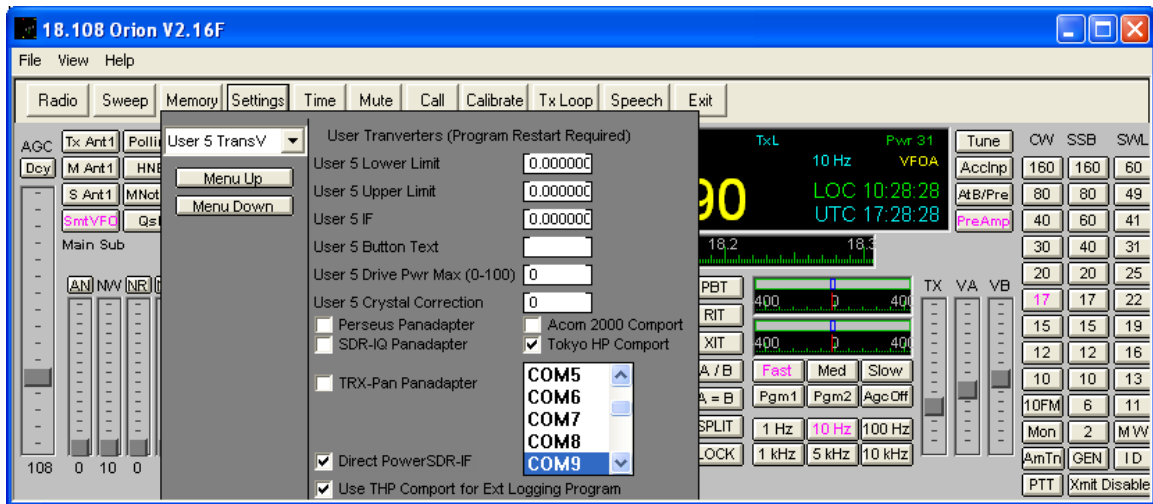 18.108 Orion V2.16F
File View Help
Radio Sweep Memory Settings Time Mute Call Calibrate Tx Loop Speech Exit
AGC Tx Ant1 User 5 TransV User Tranverters (Program Restart Required) TxL Pwr 31 Tune CW SSB SWL
Dcy M Ant1 Menu Up User 5 Lower Limit 0.000000 10 Hz VFOA AccInp 160 160 60
S Ant1 Menu Down User 5 Upper Limit 0.000000 90 LOC 10:28:28 AtB/Pre 80 80 49
SmtVFO User 5 IF 0.000000 UTC 17:28:28 PreAmp 40 60 41
Main Sub User 5 Button Text 18.2 18.3 30 40 31
User 5 Drive Pwr Max (0-100) 0 20 20 25
AN NW NR PBT TX VA VB
User 5 Crystal Correction 0 400 0 400 17 17 22
Perseus Panadapter Acom 2000 Comport RIT 15 15 19
SDR-IQ Panadapter Tokyo HP Comport XIT 400 0 400 12 12 16
TRX-Pan Panadapter COM5 A / B Fast Med Slow 10 10 13
COM6 A = B Pgm1 Pgm2 AgcOff 10FM 6 11
COM7 SPLIT 1 Hz 10 Hz 100 Hz Mon 2 MW
COM8 LOCK 1 kHz 5 kHz 10 kHz
Direct PowerSDR-IF COM9 AmTn GEN ID
108 0 10 0 Use THP Comport for Ext Logging Program PTT Xmit Disable